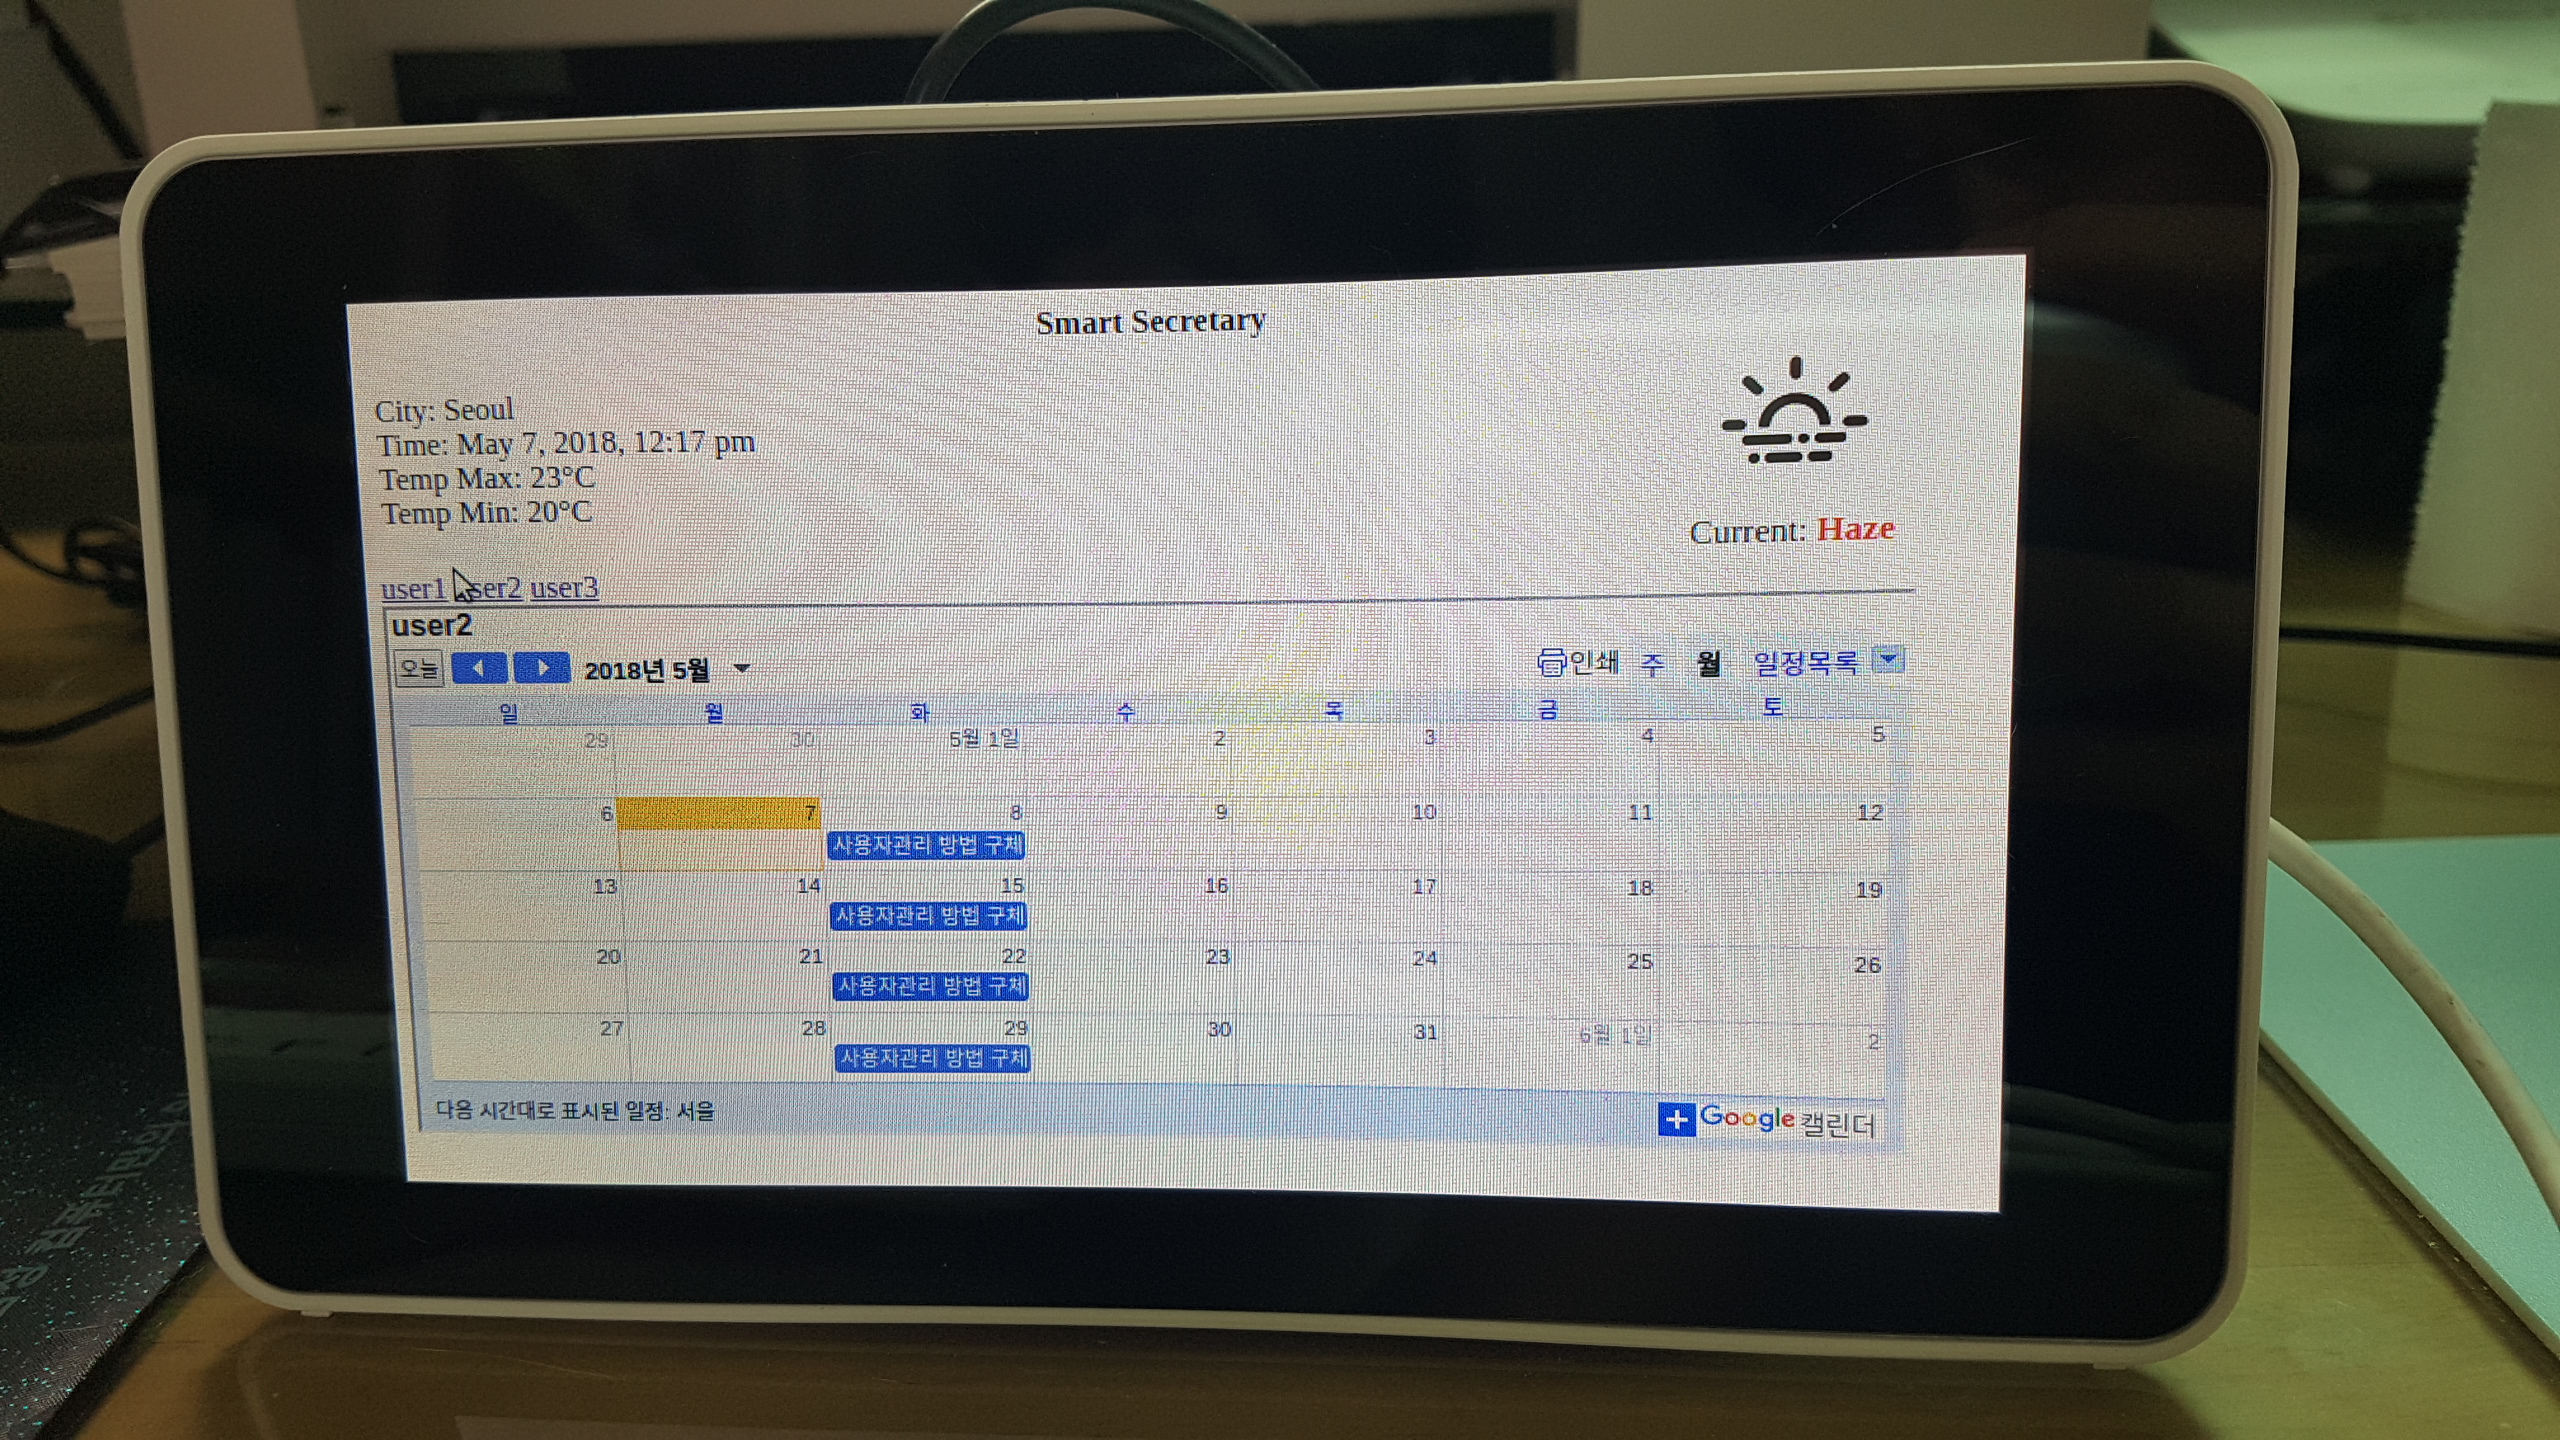 Smart Secretary
City: Seoul
Time: May 7, 2018, 12:17 pm
Temp Max: 23°C
Temp Min: 20°C
Current: Haze
user1 user2 user3
user2
오늘 2018년 5월 인쇄 주 월 일정목록
일 월 화 수 목 금 토
29 30 5월 1일 2 3 4 5
6 7 8 9 10 11 12
사용자관리 방법 구체
13 14 15 16 17 18 19
사용자관리 방법 구체
20 21 22 23 24 25 26
사용자관리 방법 구체
27 28 29 30 31 6월 1일 2
사용자관리 방법 구체
다음 시간대로 표시된 일정: 서울
Google 캘린더